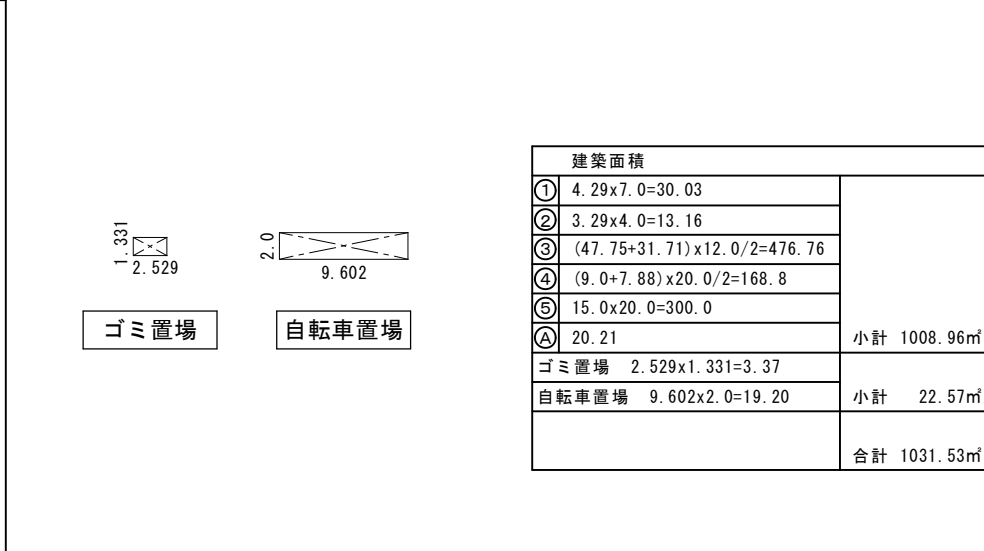 1.331
2.529
ゴミ置場
2.0
9.602
自転車置場
建築面積
① 4.29x7.0=30.03
② 3.29x4.0=13.16
③ (47.75+31.71)x12.0/2=476.76
④ (9.0+7.88)x20.0/2=168.8
⑤ 15.0x20.0=300.0
Ⓐ 20.21 小計 1008.96㎡
ゴミ置場 2.529x1.331=3.37
自転車置場 9.602x2.0=19.20 小計 22.57㎡
合計 1031.53㎡